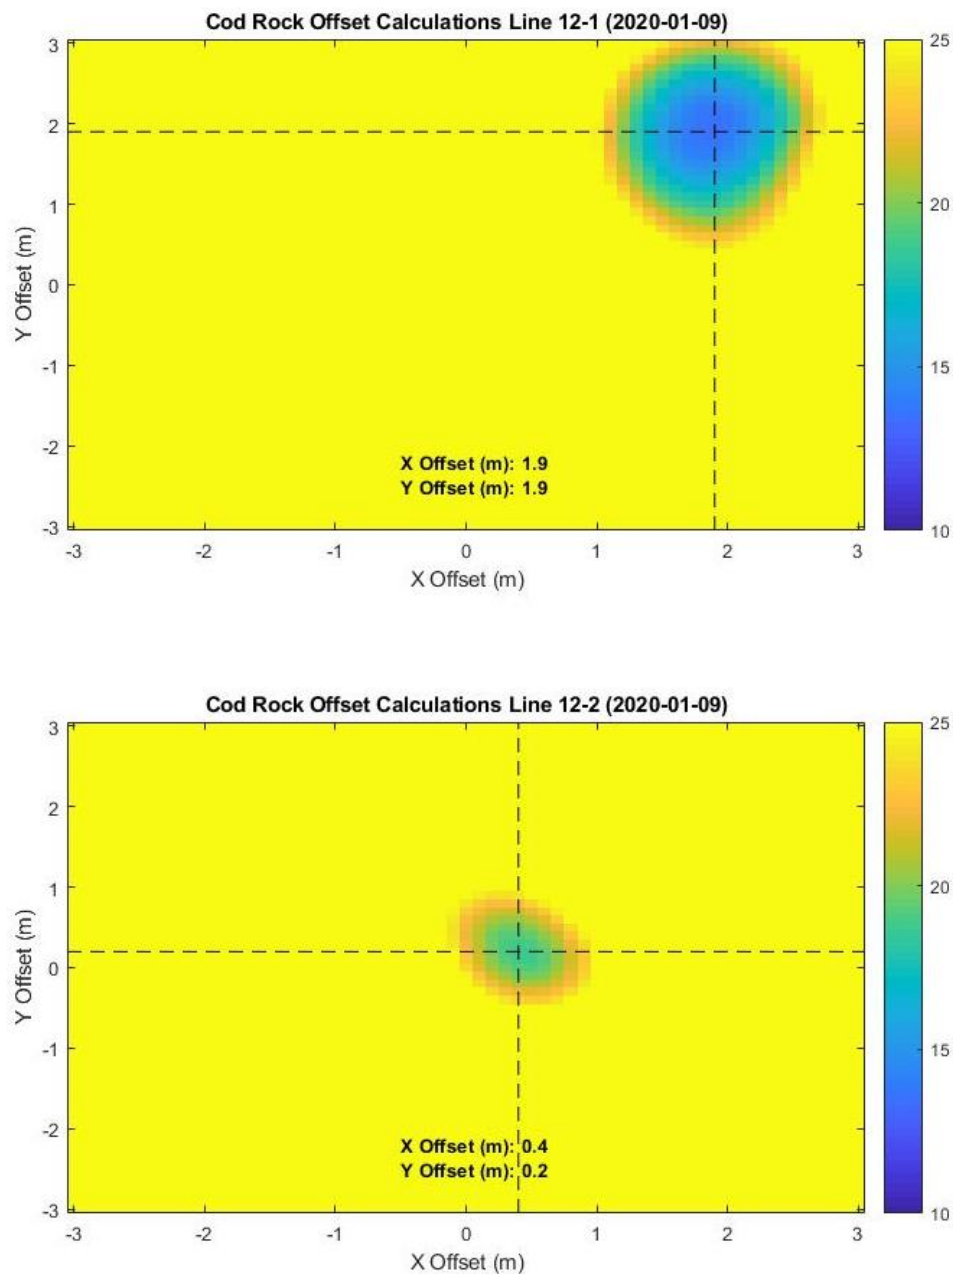 Cod Rock Offset Calculations Line 12-1 (2020-01-09)
3
2
1
0
-1
-2
-3
Y Offset (m)
X Offset (m): 1.9
Y Offset (m): 1.9
-3 -2 -1 0 1 2 3
X Offset (m)
25
20
15
10
Cod Rock Offset Calculations Line 12-2 (2020-01-09)
3
2
1
0
-1
-2
-3
Y Offset (m)
X Offset (m): 0.4
Y Offset (m): 0.2
-3 -2 -1 0 1 2 3
X Offset (m)
25
20
15
10